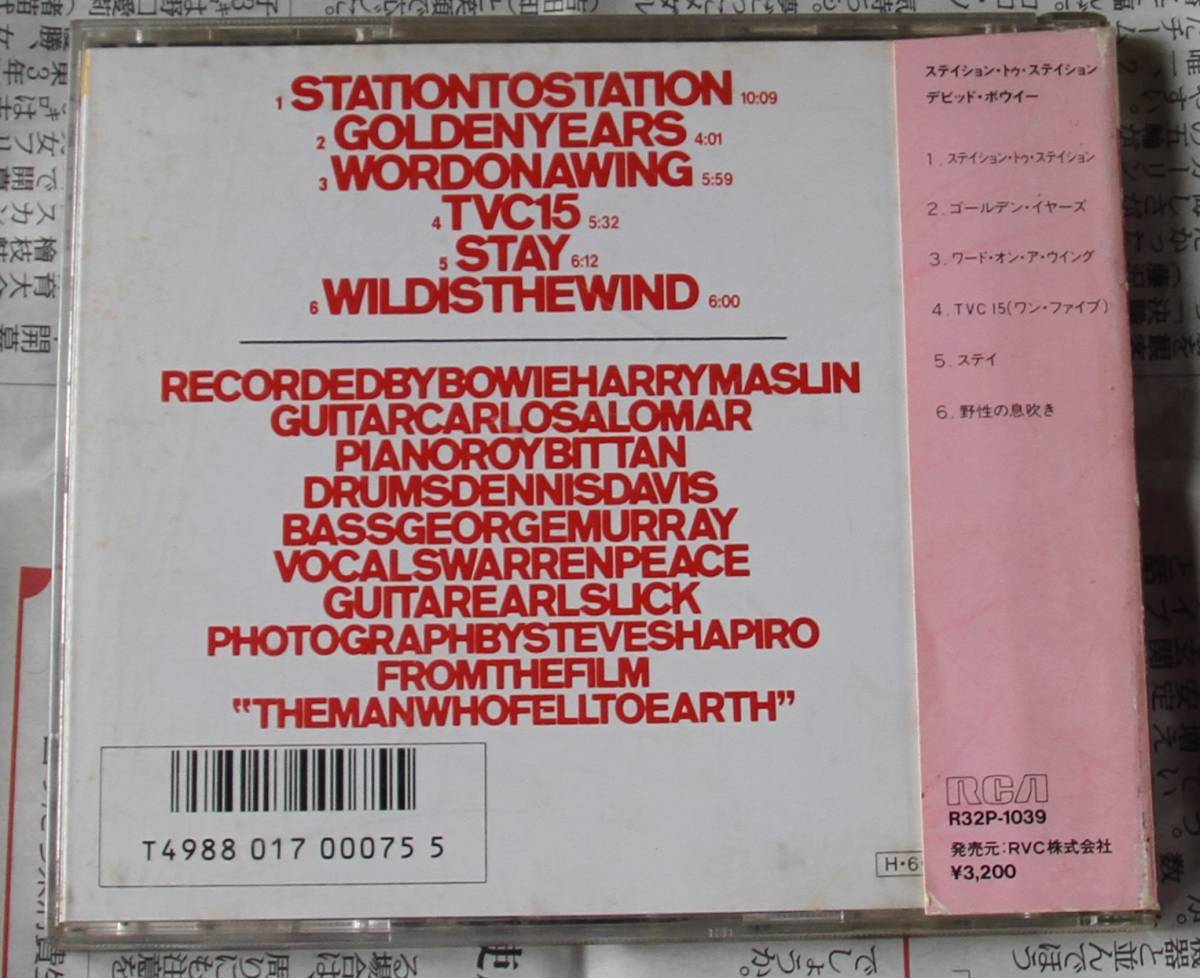 1 STATIONTOSTATION 10:09
2 GOLDENYEARS 4:01
3 WORDONAWING 5:59
4 TVC15 5:32
5 STAY 6:12
6 WILDISTHEWIND 6:00
RECORDEDBYBOWIEHARRYMASLIN
GUITARCARLOSALOMAR
PIANOROYBITTAN
DRUMSDENNISDAVIS
BASSGEORGEMURRAY
VOCALSWARRENPEACE
GUITAREARLSLICK
PHOTOGRAPHBYSTEVESHAPIRO
FROMTHEFILM
“THEMANWHOFELLTOEARTH”
T4988 017 00075 5
H・6・
ステイション・トゥ・ステイション
デビッド・ボウイー
1. ステイション・トゥ・ステイション
2. ゴールデン・イヤーズ
3. ワード・オン・ア・ウイング
4. TVC 15(ワン・ファイブ)
5. ステイ
6. 野性の息吹き
RCA
R32P-1039
発売元:RVC株式会社
¥3,200